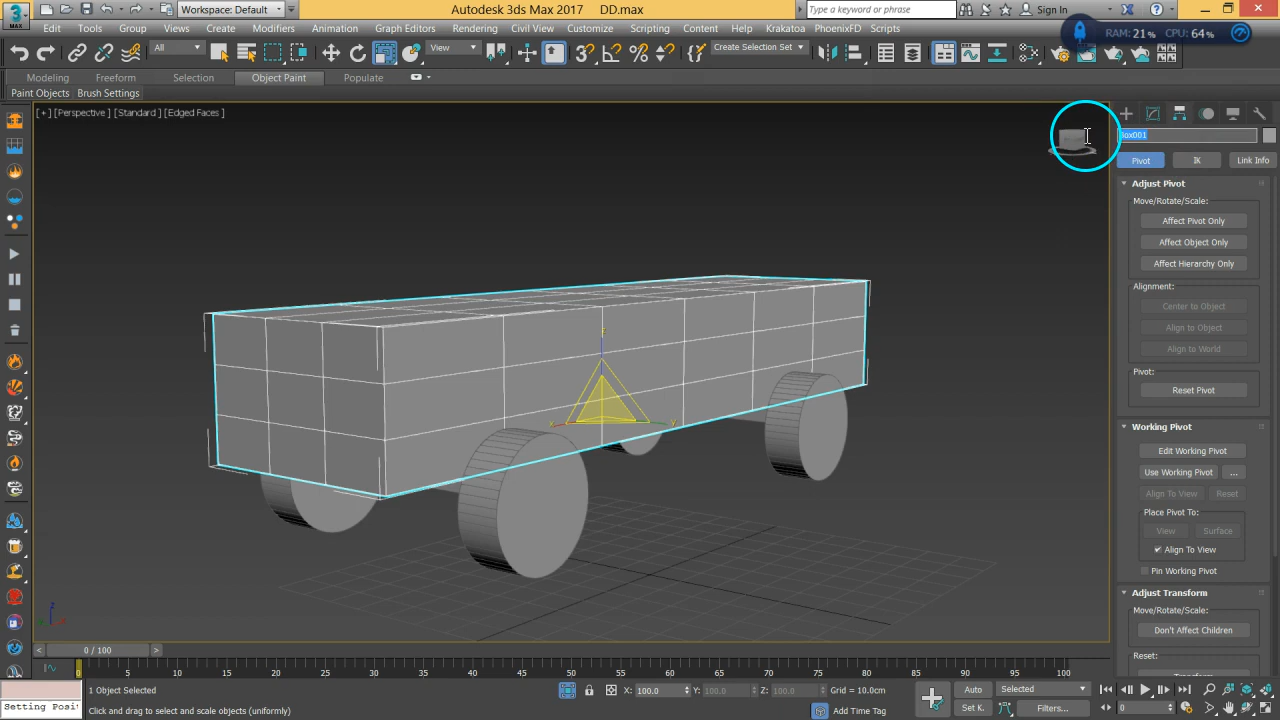 Autodesk 3ds Max 2017 DD.max
Workspace: Default
Type a keyword or phrase
Sign In
MAX
Edit Tools Group Views Create Modifiers Animation Graph Editors Rendering Civil View Customize Scripting Content Help Krakatoa PhoenixFD Scripts
RAM: 21% CPU: 64%
All
View
Create Selection Set
Modeling Freeform Selection Object Paint Populate
Paint Objects Brush Settings
[ + ] [Perspective ] [Standard ] [Edged Faces ]
Box001
Pivot IK Link Info
Adjust Pivot
Move/Rotate/Scale:
Affect Pivot Only
Affect Object Only
Affect Hierarchy Only
Alignment:
Center to Object
Align to Object
Align to World
Pivot:
Reset Pivot
Working Pivot
Edit Working Pivot
Use Working Pivot ...
Align To View Reset
Place Pivot To:
View Surface
Align To View
Pin Working Pivot
Adjust Transform
Move/Rotate/Scale:
Don't Affect Children
Reset:
0 / 100
0 5 10 15 20 25 30 35 40 45 50 55 60 65 70 75 80 85 90 95 100
1 Object Selected
X: 100.0 Y: 100.0 Z: 100.0 Grid = 10.0cm
Auto Selected
Setting Posi
Click and drag to select and scale objects (uniformly)
Add Time Tag
Set K. Filters...
0